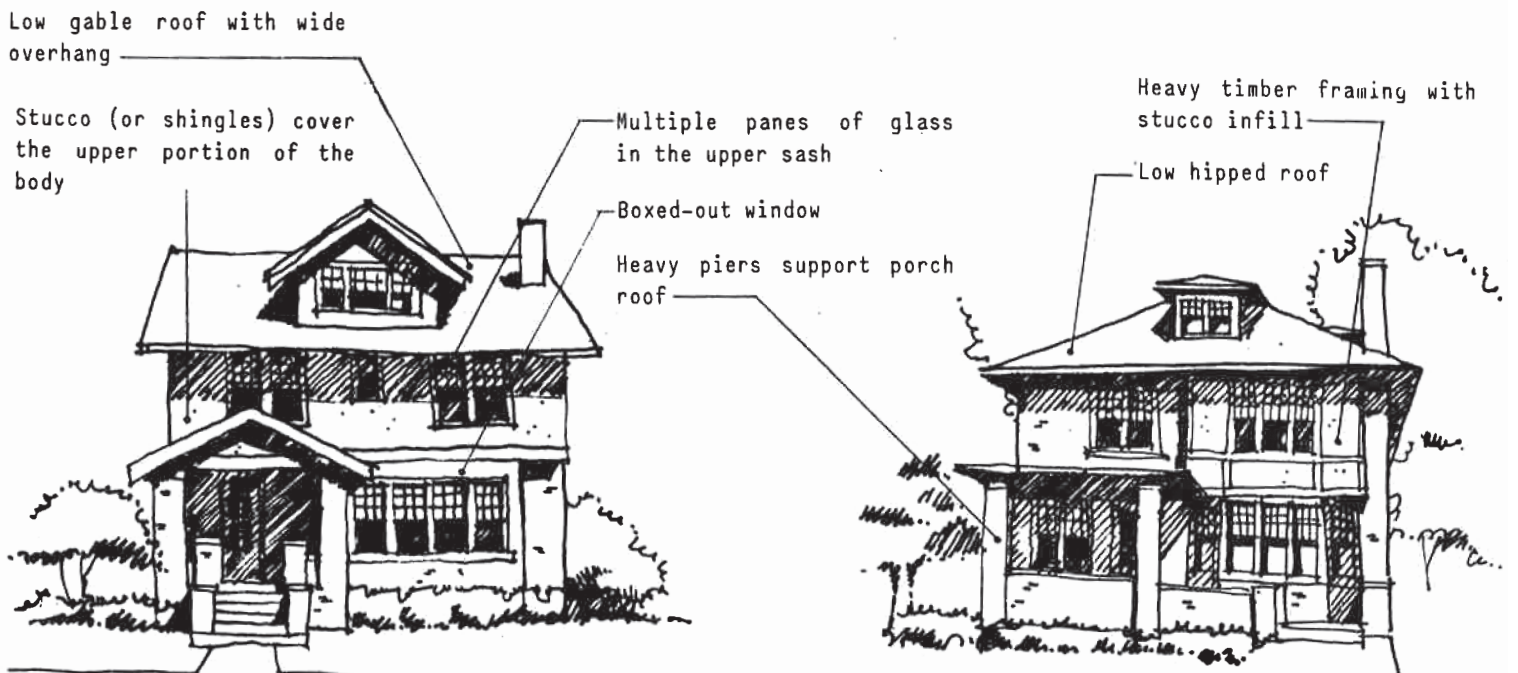 Low gable roof with wide
overhang
Stucco (or shingles) cover
the upper portion of the
body
Multiple panes of glass
in the upper sash
Boxed-out window
Heavy piers support porch
roof
Heavy timber framing with
stucco infill
Low hipped roof